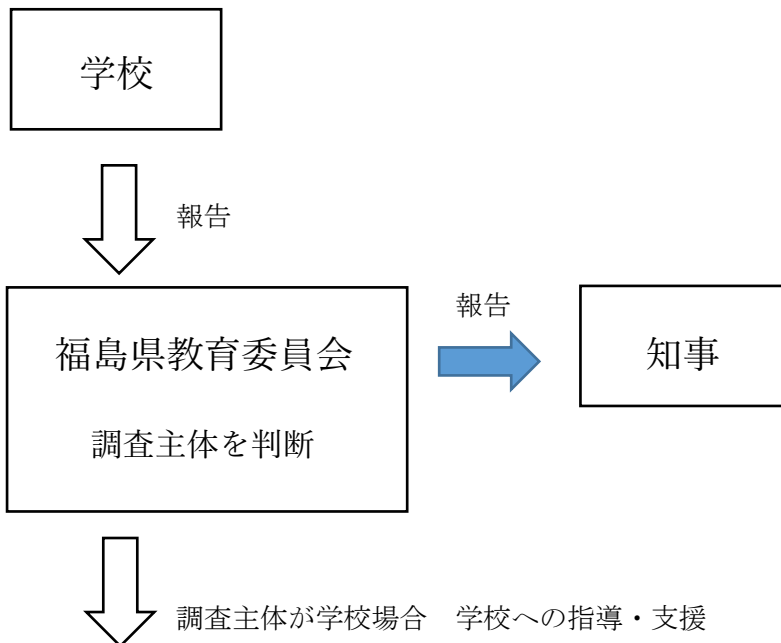 学校
報告
福島県教育委員会
報告
知事
調査主体を判断
調査主体が学校場合　学校への指導・支援